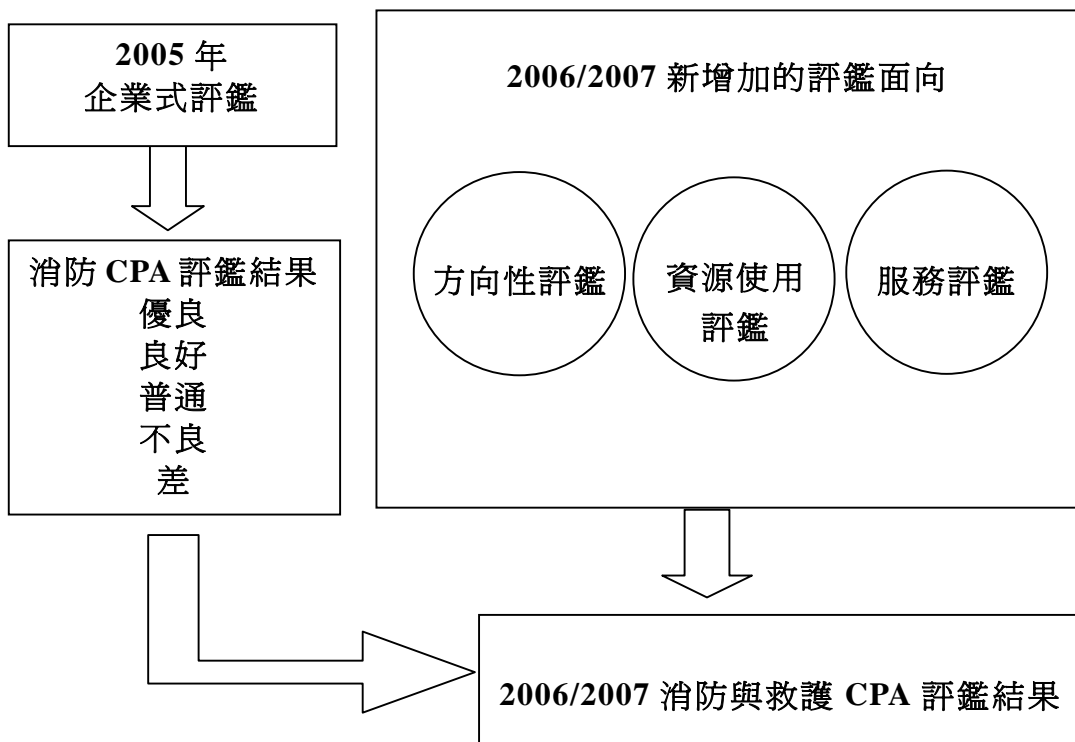 2005 年
企業式評鑑
消防 CPA 評鑑結果
優良
良好
普通
不良
差
2006/2007 新增加的評鑑面向
方向性評鑑
資源使用
評鑑
服務評鑑
2006/2007 消防與救護 CPA 評鑑結果